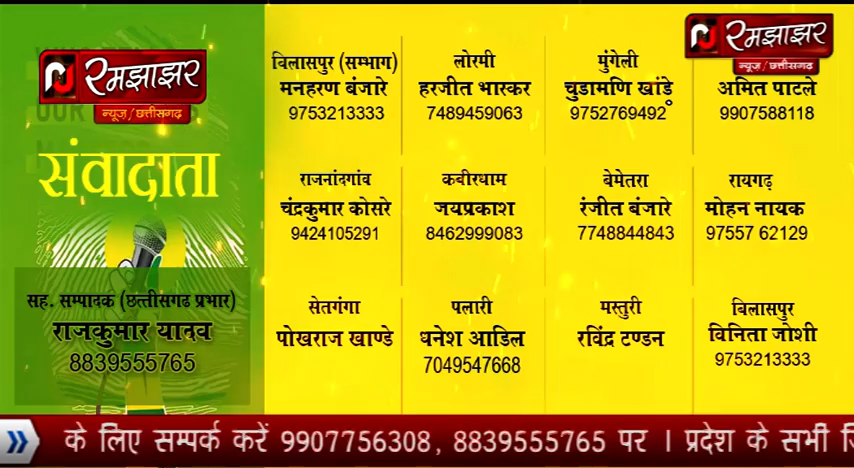 रमझाझर
न्यूज़/छत्तीसगढ़
संवादाता
सह. सम्पादक (छत्तीसगढ प्रभार)
राजकुमार यादव
8839555765
बिलासपुर (सम्भाग)
मनहरण बंजारे
9753213333
लोरमी
हरजीत भास्कर
7489459063
मुंगेली
चुडामणि खांड़े
9752769492
रमझाझर
न्यूज़/छत्तीसगढ़
अमित पाटले
9907588118
राजनांदगांव
चंद्रकुमार कोसरे
9424105291
कबीरधाम
जयप्रकाश
8462999083
बेमेतरा
रंजीत बंजारे
7748844843
रायगढ़
मोहन नायक
97557 62129
सेतगंगा
पोखराज खाण्डे
पलारी
धनेश आडिल
7049547668
मस्तुरी
रविंद्र टण्डन
बिलासपुर
विनिता जोशी
9753213333
के लिए सम्पर्क करें 9907756308, 8839555765 पर । प्रदेश के सभी